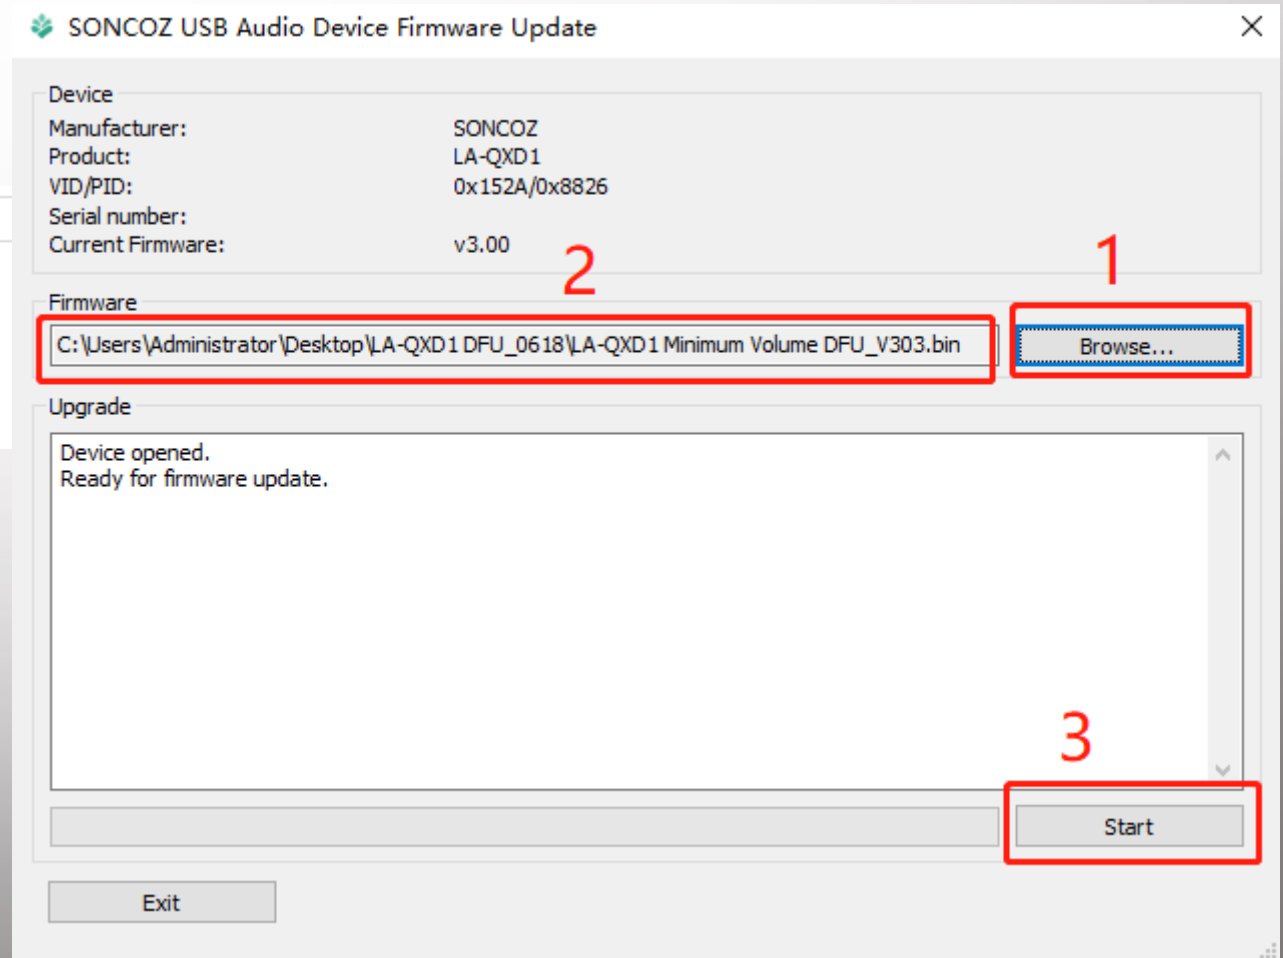 SONCOZ USB Audio Device Firmware Update
Device
Manufacturer: SONCOZ
Product: LA-QXD1
VID/PID: 0x152A/0x8826
Serial number:
Current Firmware: v3.00
2
1
Firmware
C:\Users\Administrator\Desktop\LA-QXD1 DFU_0618\LA-QXD1 Minimum Volume DFU_V303.bin Browse...
Upgrade
Device opened.
Ready for firmware update.
3
Start
Exit